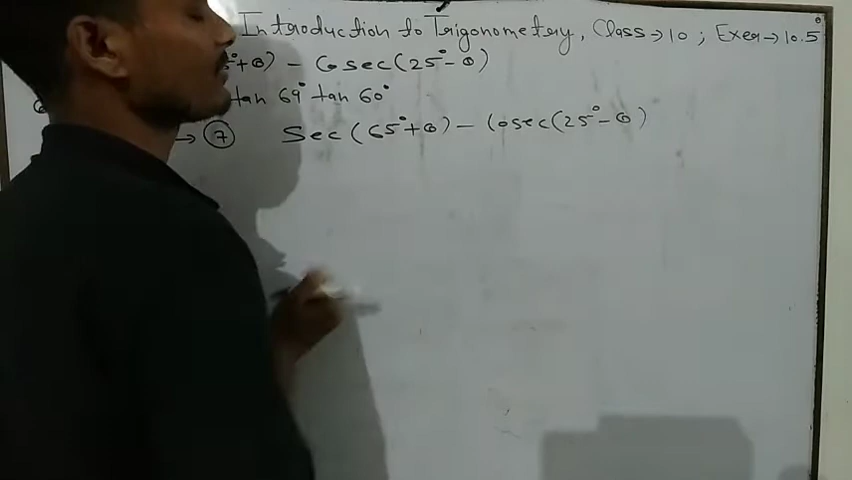 Introduction to Trigonometry, Class→10 ; Exer→10.5
5°+θ) - Cosec(25°-θ)
tan 69° tan 60°
→ ⑦ Sec(65°+θ) - Cosec(25°-θ)